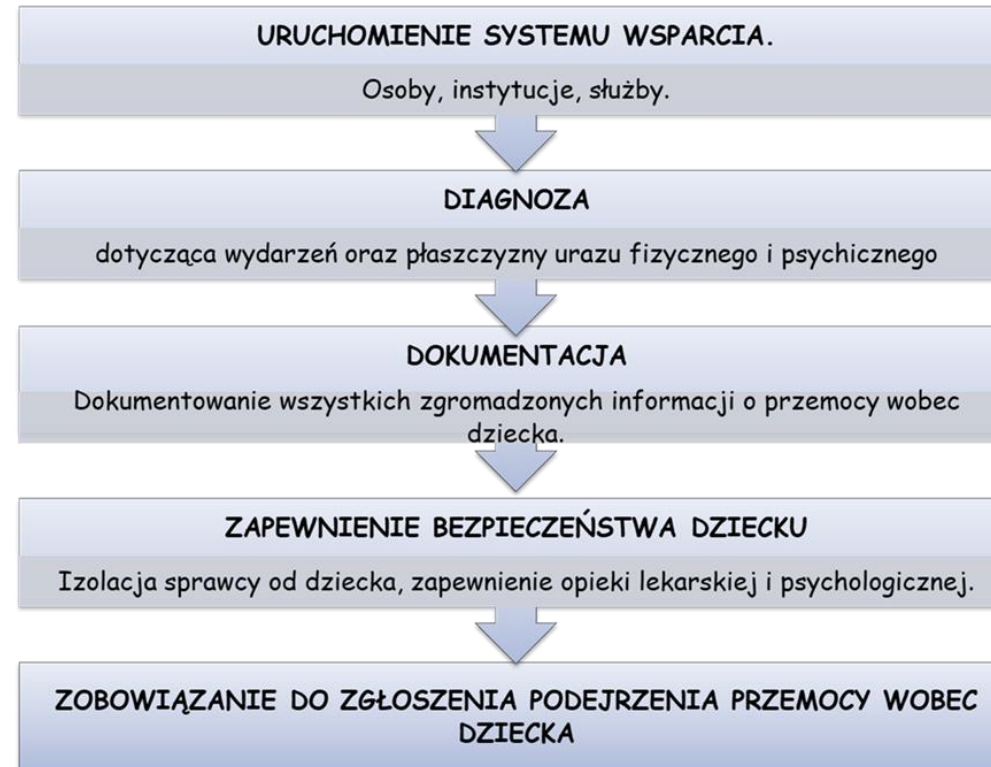 URUCHOMIENIE SYSTEMU WSPARCIA.
Osoby, instytucje, służby.
DIAGNOZA
dotycząca wydarzeń oraz płaszczyzny urazu fizycznego i psychicznego
DOKUMENTACJA
Dokumentowanie wszystkich zgromadzonych informacji o przemocy wobec
dziecka.
ZAPEWNIENIE BEZPIECZEŃSTWA DZIECKU
Izolacja sprawcy od dziecka, zapewnienie opieki lekarskiej i psychologicznej.
ZOBOWIĄZANIE DO ZGŁOSZENIA PODEJRZENIA PRZEMOCY WOBEC
DZIECKA